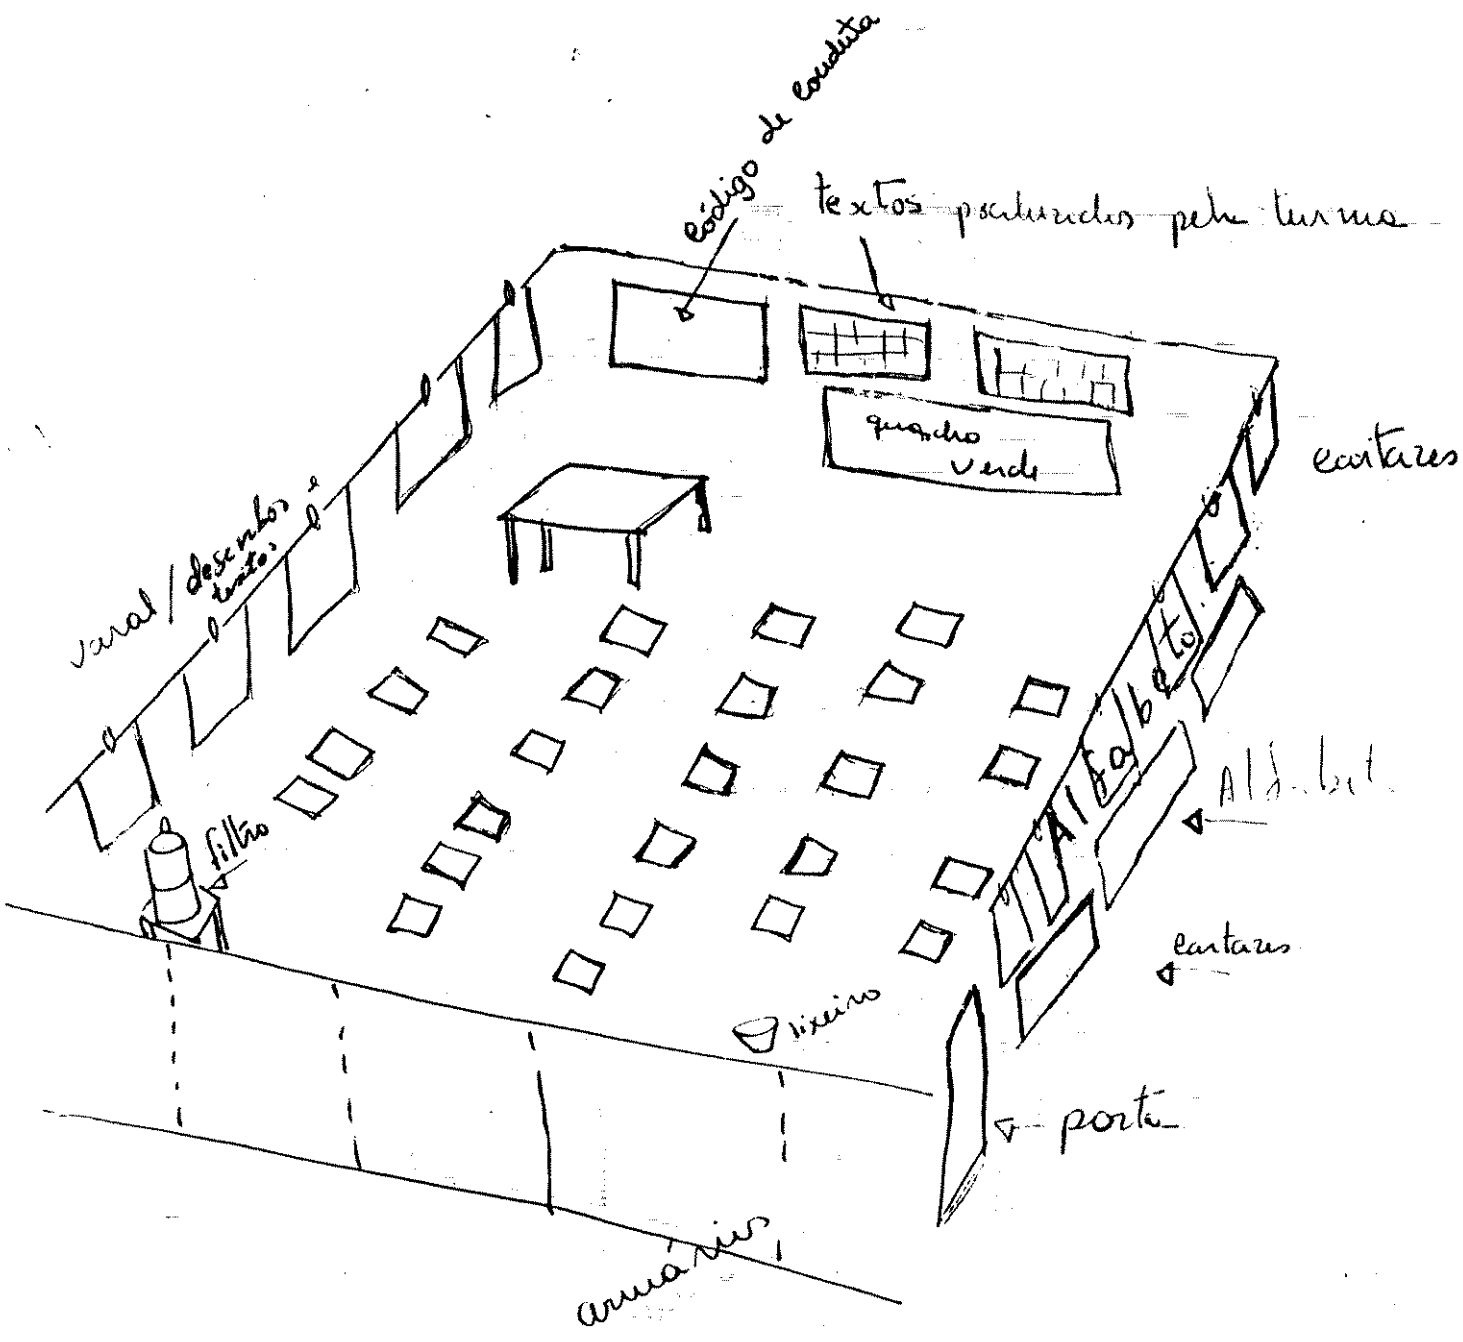 código de conduta
textos produzidos pela turma
quadro
verde
cartazes
varal/desenhos e
textos
Alfabeto
Alfabet
filtro
cartazes
lixeiro
porta
armários